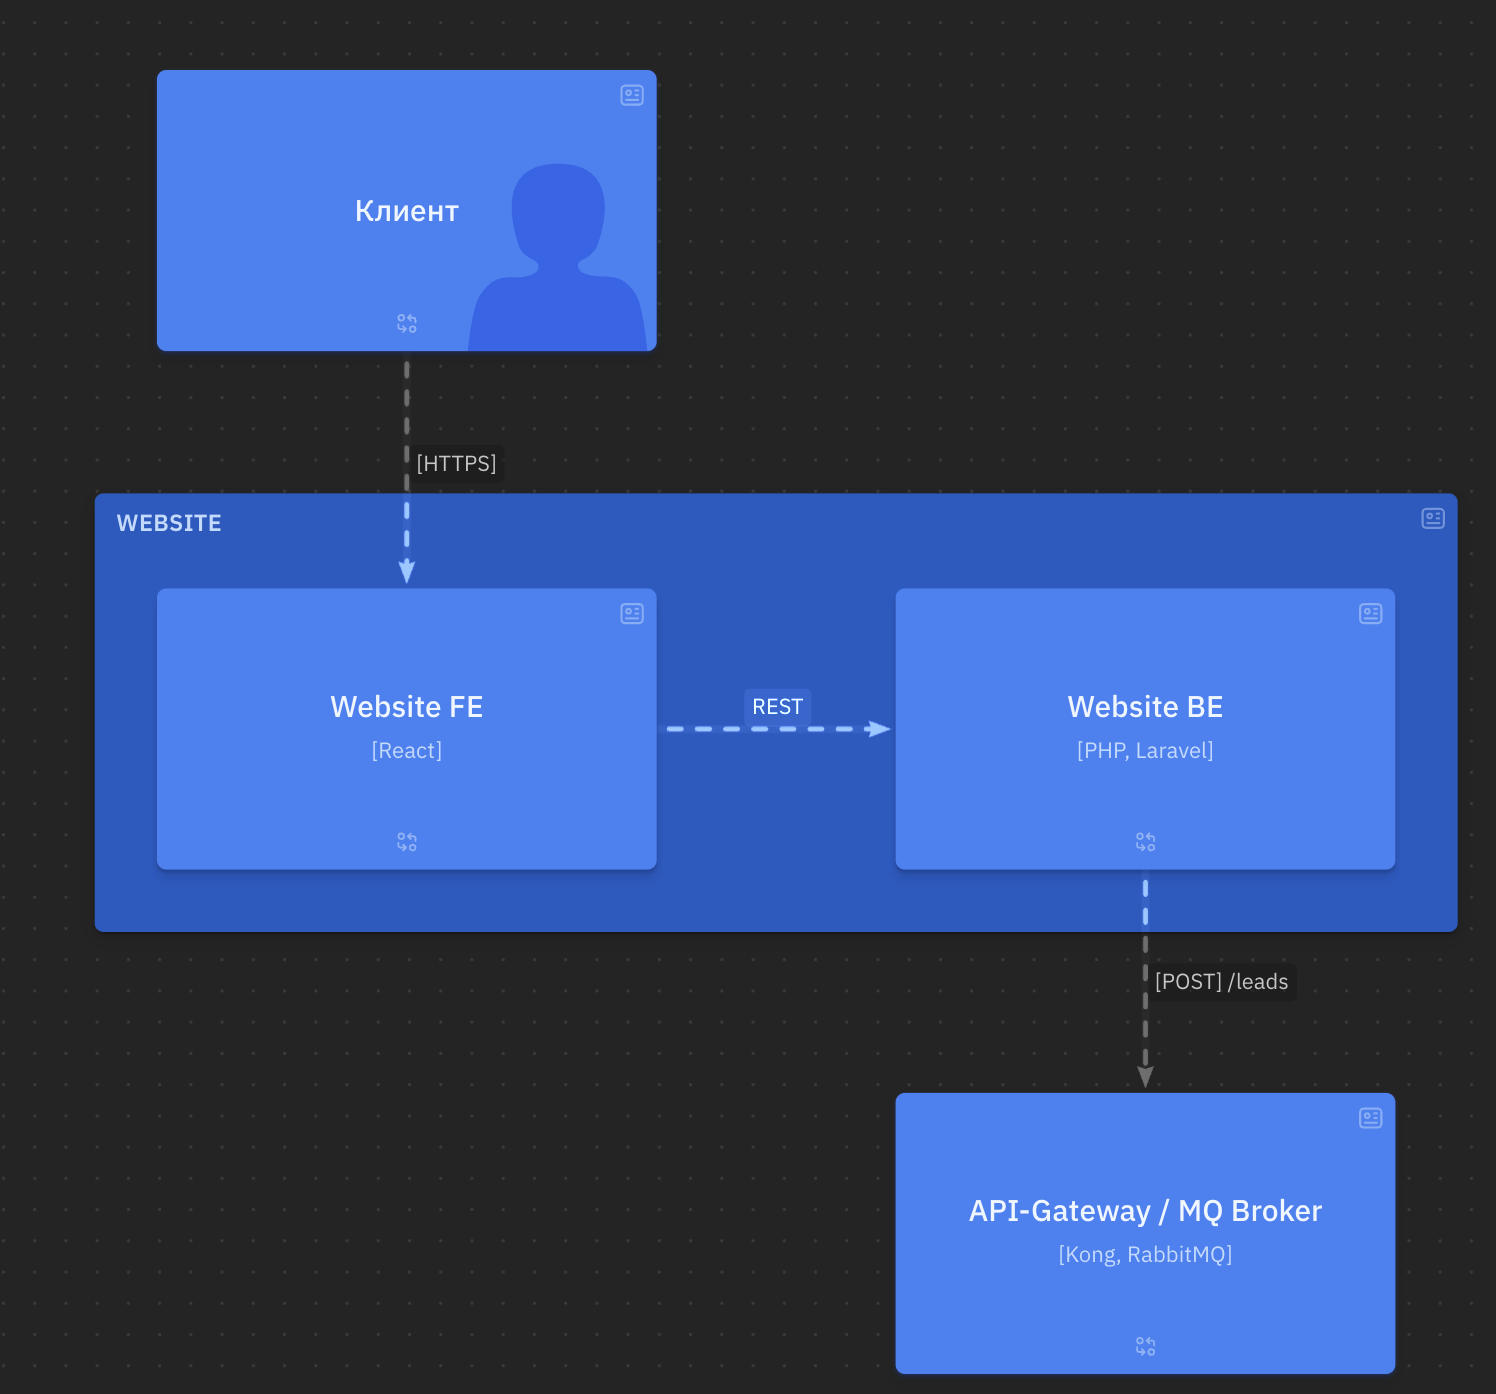 Клиент
[HTTPS]
WEBSITE
Website FE
[React]
REST
Website BE
[PHP, Laravel]
[POST] /leads
API-Gateway / MQ Broker
[Kong, RabbitMQ]